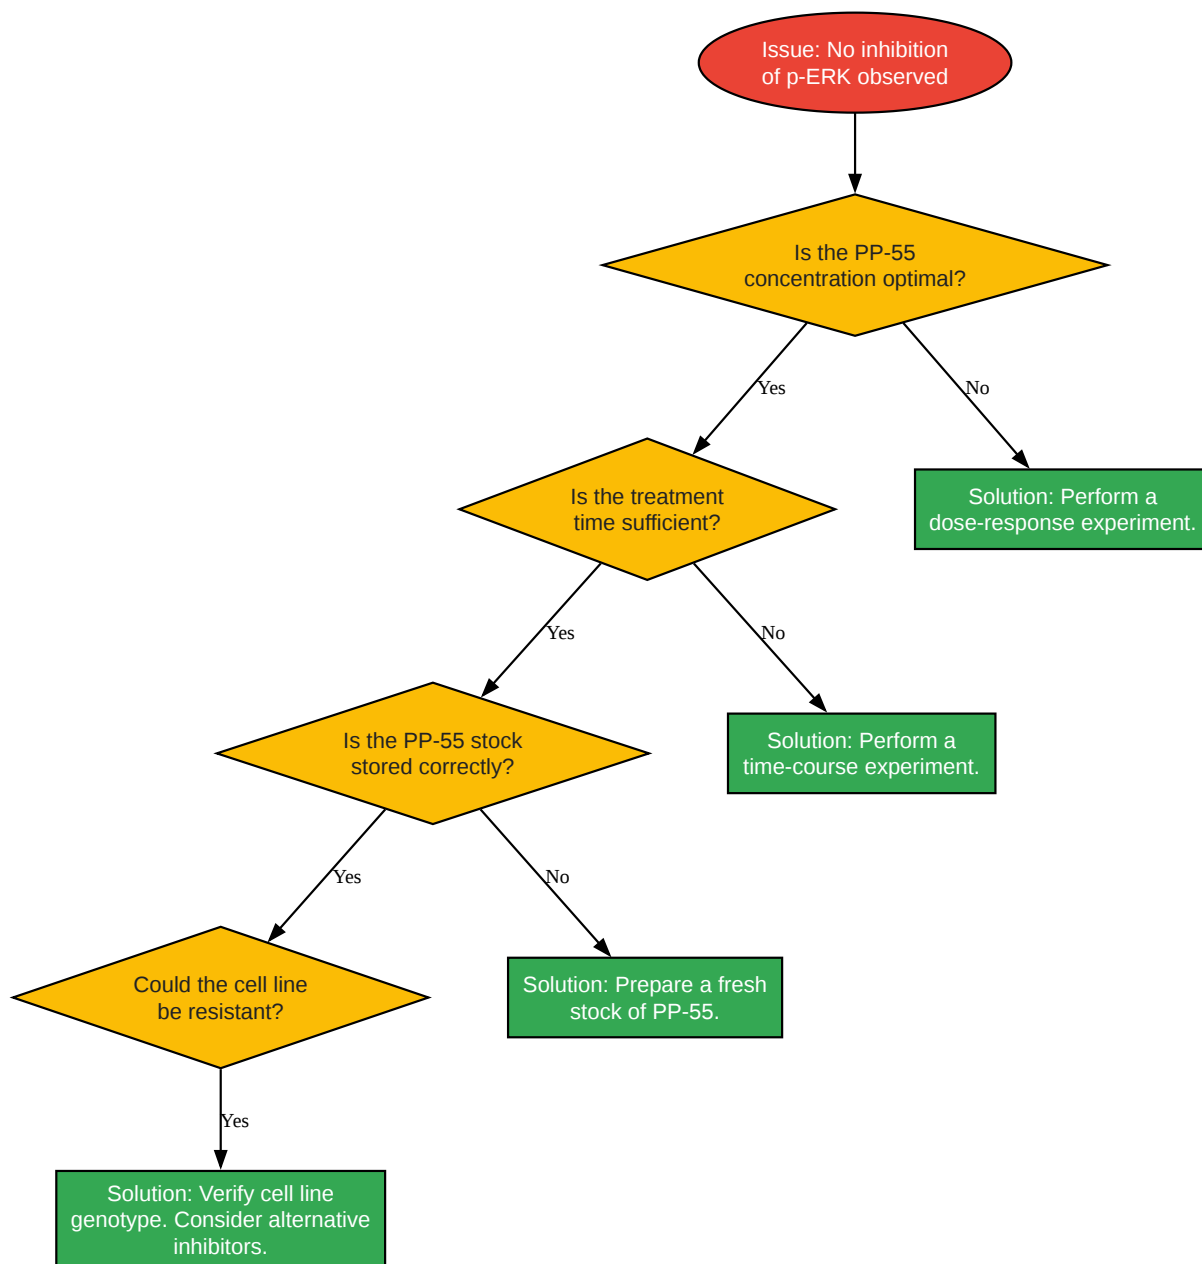 Issue: No inhibition
of p-ERK observed
Is the PP-55
concentration optimal?
Yes
No
Is the treatment
time sufficient?
Solution: Perform a
dose-response experiment.
Yes
No
Is the PP-55 stock
stored correctly?
Solution: Perform a
time-course experiment.
Yes
No
Could the cell line
be resistant?
Solution: Prepare a fresh
stock of PP-55.
Yes
Solution: Verify cell line
genotype. Consider alternative
inhibitors.